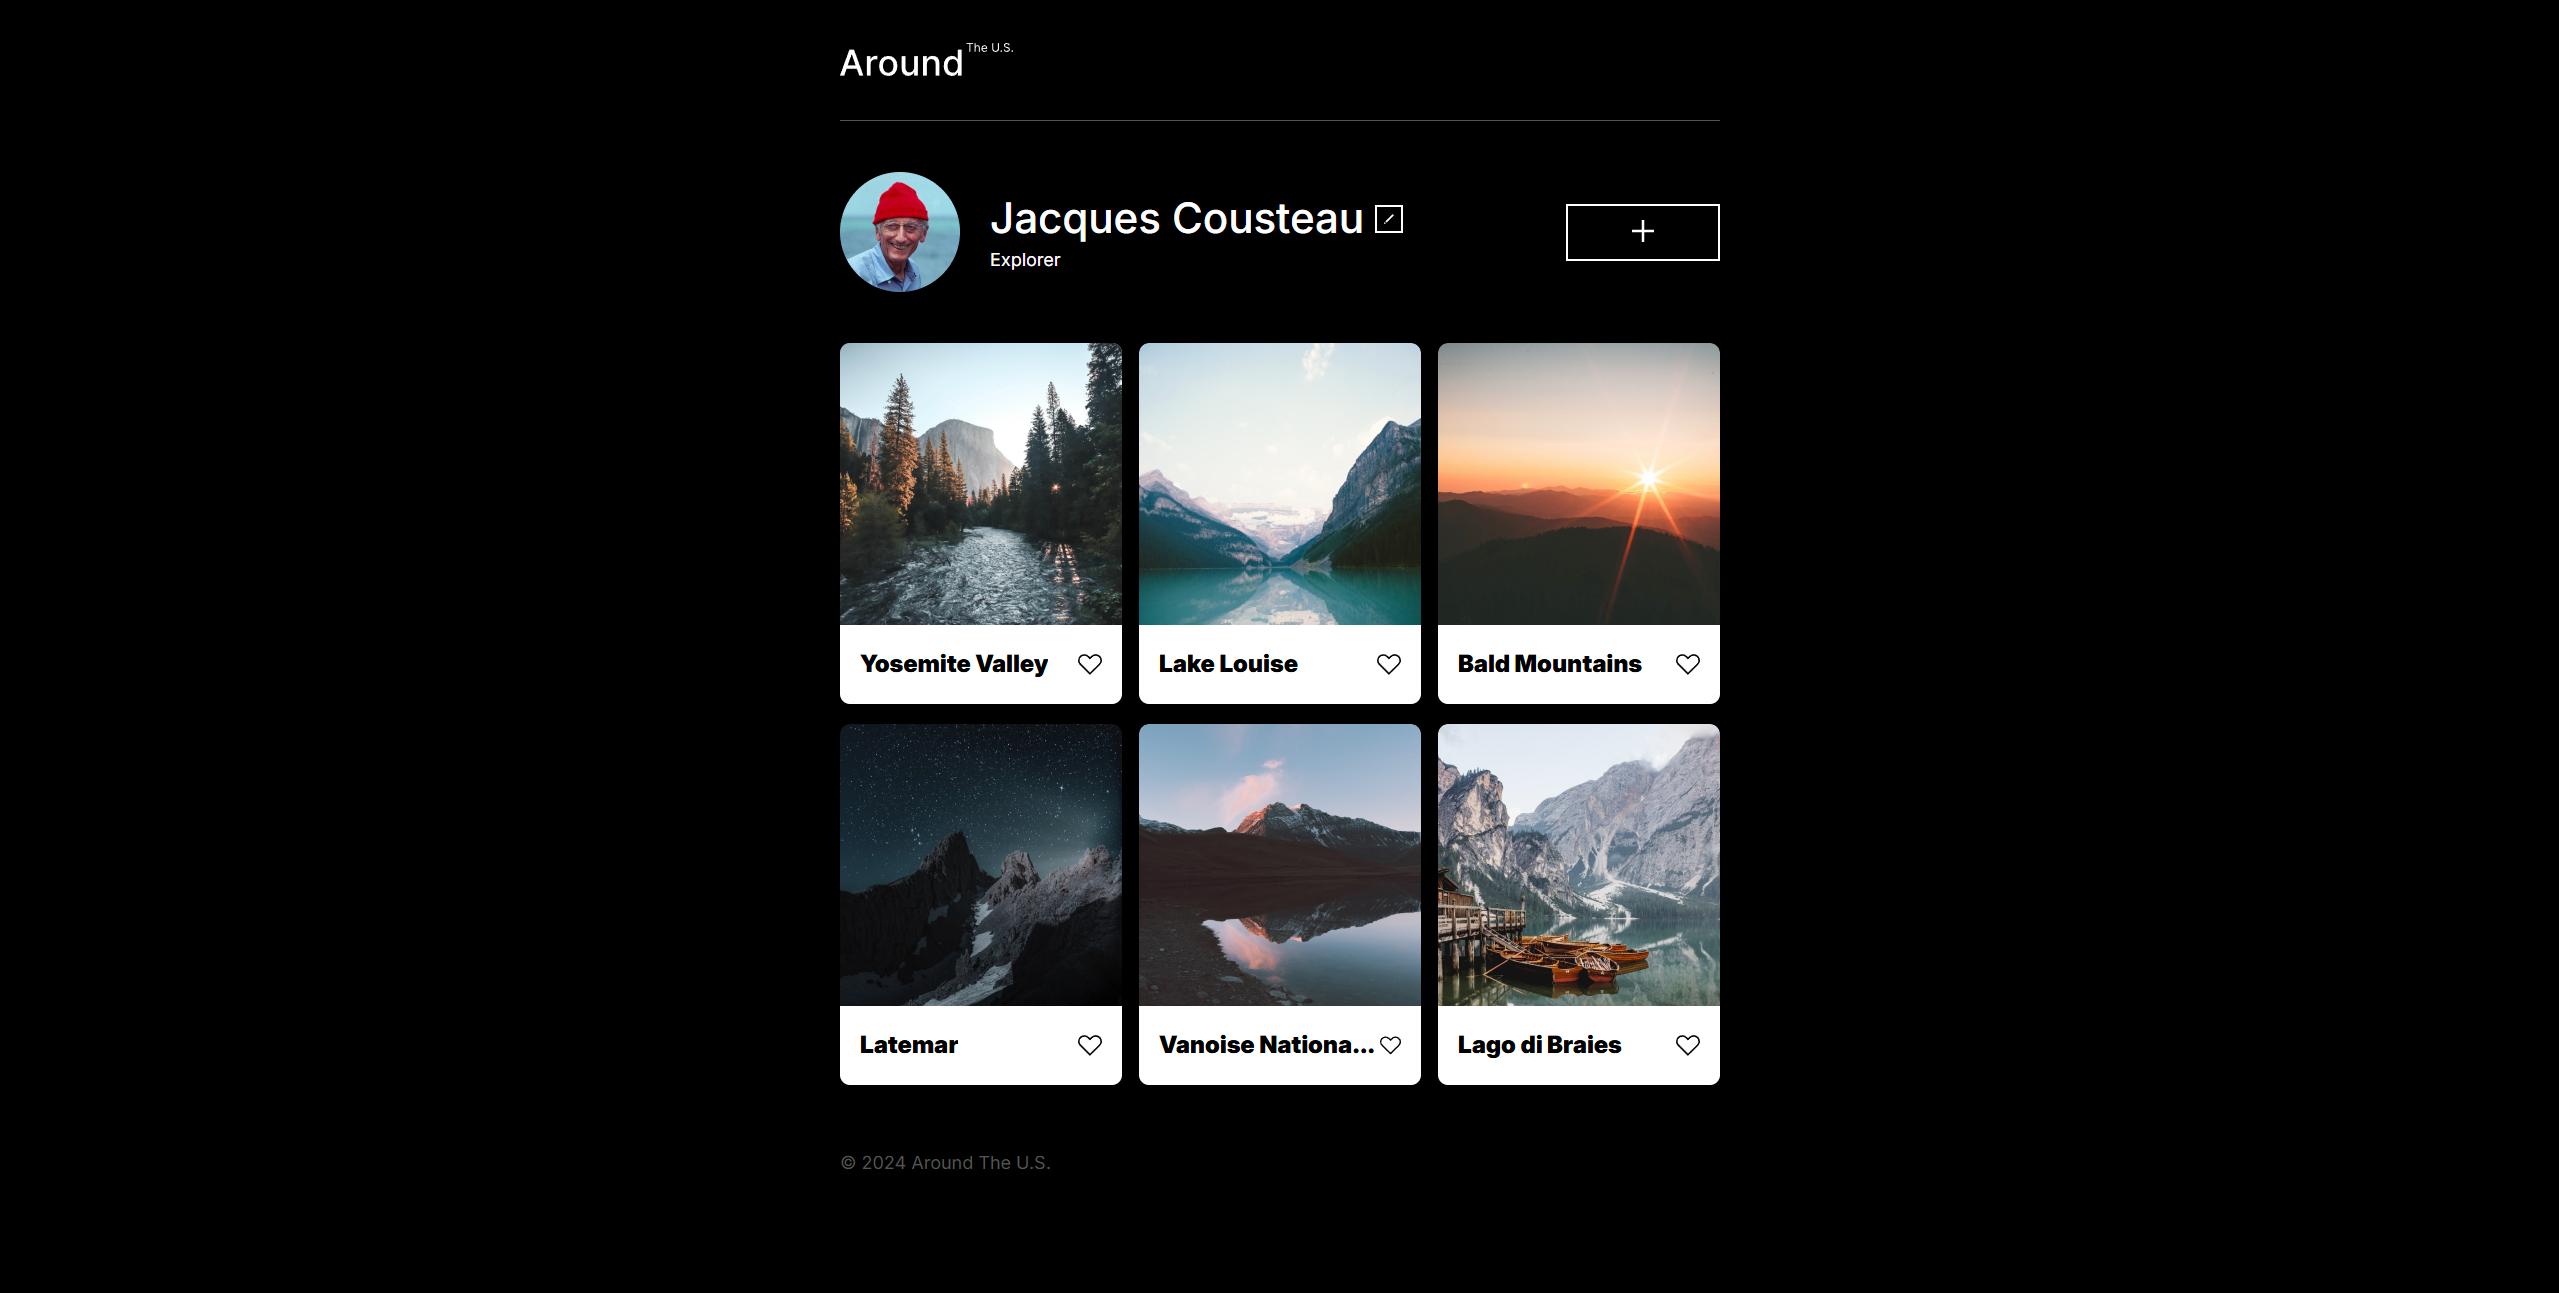 Around The U.S.
Jacques Cousteau
Explorer
Yosemite Valley
Lake Louise
Bald Mountains
Latemar
Vanoise Nationa...
Lago di Braies
© 2024 Around The U.S.